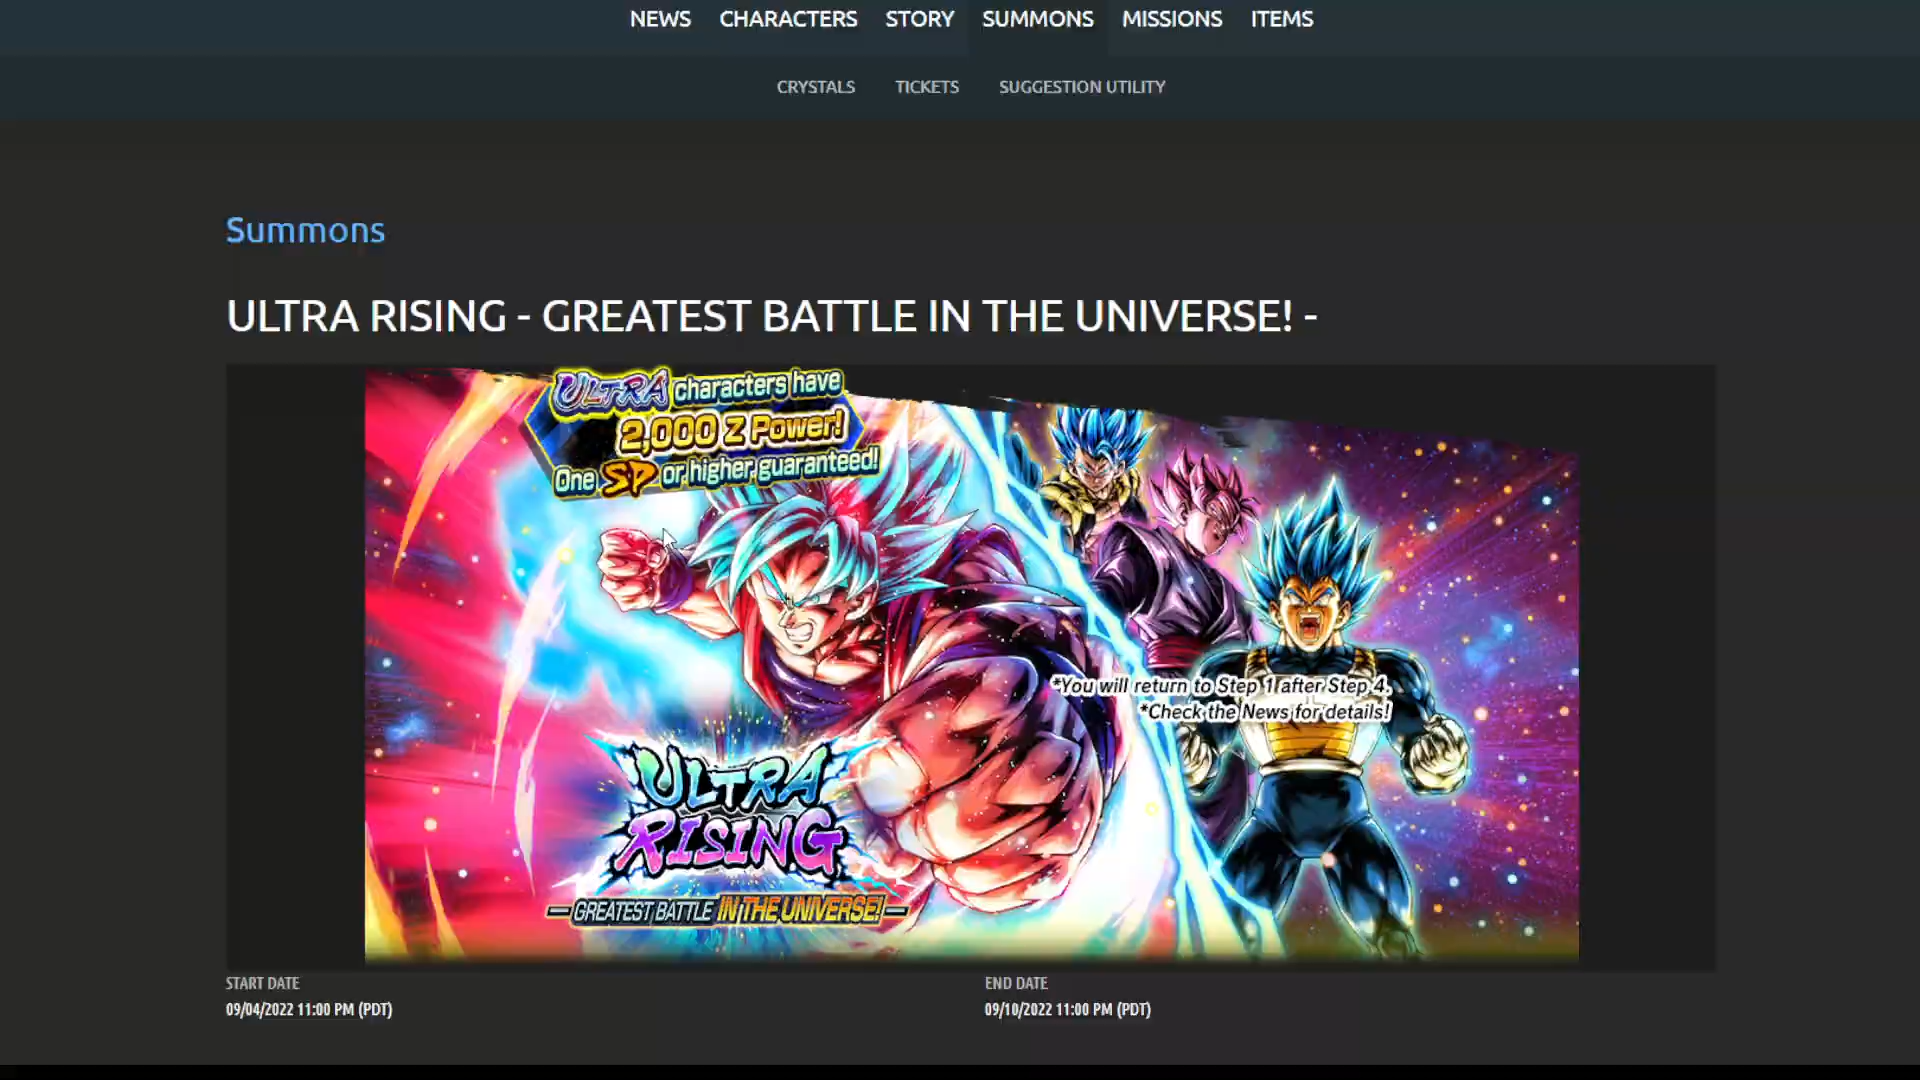 NEWS CHARACTERS STORY SUMMONS MISSIONS ITEMS
CRYSTALS TICKETS SUGGESTION UTILITY
Summons
ULTRA RISING - GREATEST BATTLE IN THE UNIVERSE! -
ULTRA characters have
2,000 Z Power!
One SP or higher guaranteed!
*You will return to Step 1 after Step 4.
*Check the News for details!
ULTRA
RISING
—GREATEST BATTLE IN THE UNIVERSE!—
START DATE
09/04/2022 11:00 PM (PDT)
END DATE
09/10/2022 11:00 PM (PDT)